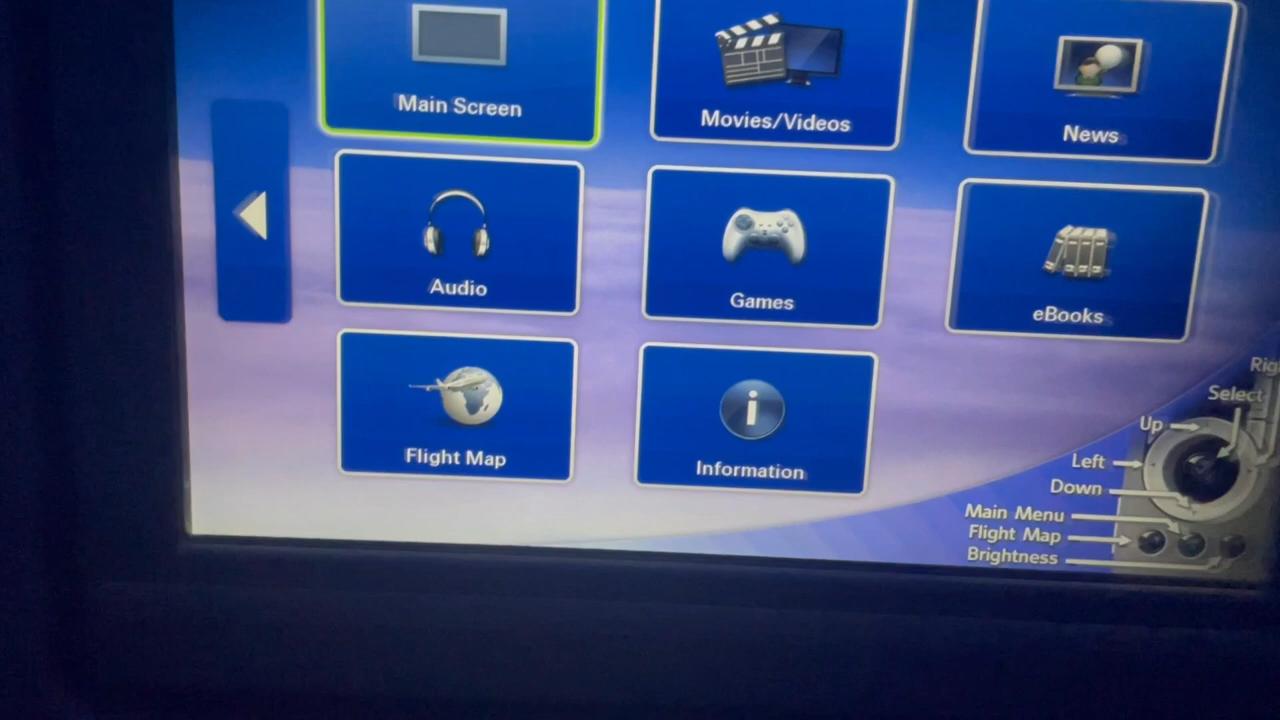 Main Screen
Movies/Videos
News
Audio
Games
eBooks
Flight Map
Information
Select
Up
Left
Down
Main Menu
Flight Map
Brightness